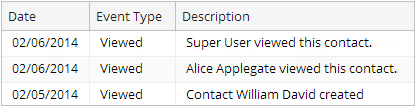 Date Event Type Description
02/06/2014 Viewed Super User viewed this contact.
02/06/2014 Viewed Alice Applegate viewed this contact.
02/05/2014 Viewed Contact William David created